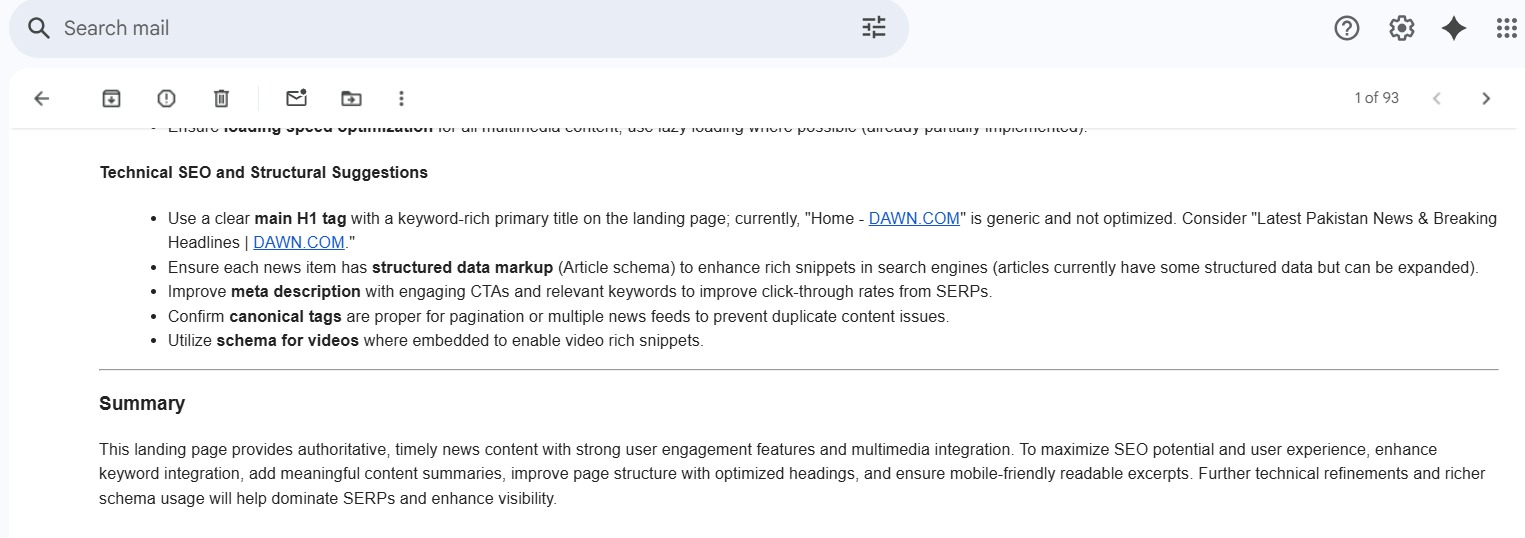 Search mail
1 of 93
Ensure loading speed optimization for all multimedia content; use lazy loading where possible (already partially implemented).
Technical SEO and Structural Suggestions
Use a clear main H1 tag with a keyword-rich primary title on the landing page; currently, "Home - DAWN.COM" is generic and not optimized. Consider "Latest Pakistan News & Breaking
Headlines | DAWN.COM."
Ensure each news item has structured data markup (Article schema) to enhance rich snippets in search engines (articles currently have some structured data but can be expanded).
Improve meta description with engaging CTAs and relevant keywords to improve click-through rates from SERPs.
Confirm canonical tags are proper for pagination or multiple news feeds to prevent duplicate content issues.
Utilize schema for videos where embedded to enable video rich snippets.
Summary
This landing page provides authoritative, timely news content with strong user engagement features and multimedia integration. To maximize SEO potential and user experience, enhance
keyword integration, add meaningful content summaries, improve page structure with optimized headings, and ensure mobile-friendly readable excerpts. Further technical refinements and richer
schema usage will help dominate SERPs and enhance visibility.